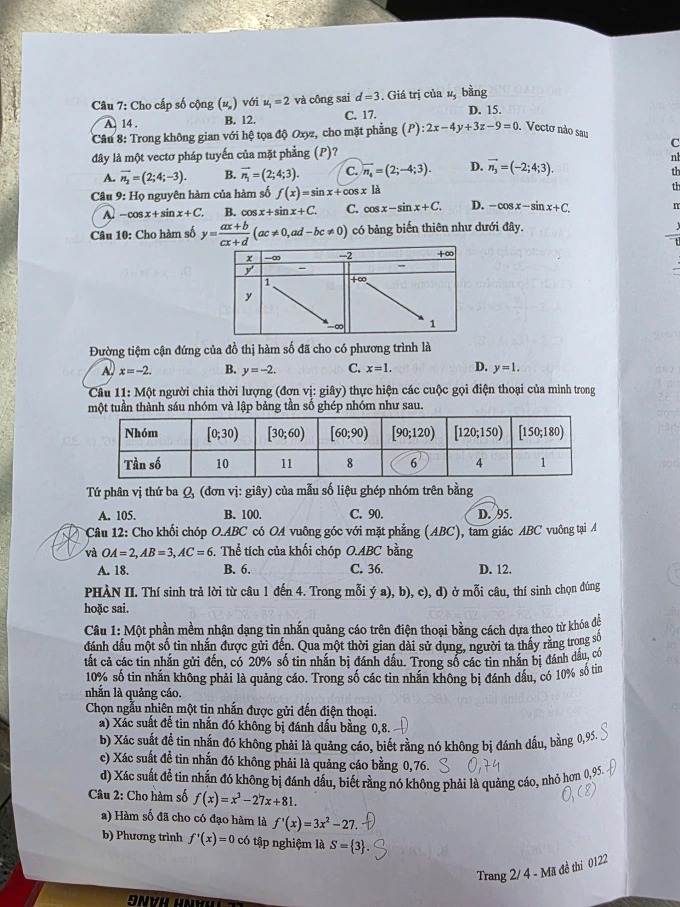 Câu 7: Cho cấp số cộng (uₙ) với u₁ = 2 và công sai d = 3. Giá trị của u₅ bằng
A. 14. B. 12. C. 17. D. 15.
Câu 8: Trong không gian với hệ tọa độ Oxyz, cho mặt phẳng (P): 2x − 4y + 3z − 9 = 0. Vectơ nào sau
đây là một vectơ pháp tuyến của mặt phẳng (P)?
A. n₂ = (2;4;−3). B. n₁ = (2;4;3). C. n₄ = (2;−4;3). D. n₃ = (−2;4;3).
Câu 9: Họ nguyên hàm của hàm số f(x) = sin x + cos x là
A. −cos x + sin x + C. B. cos x + sin x + C. C. cos x − sin x + C. D. −cos x − sin x + C.
Câu 10: Cho hàm số y = (ax + b)/(cx + d) (ac ≠ 0, ad − bc ≠ 0) có bảng biến thiên như dưới đây.
x −∞ −2 +∞
y' − −
1 +∞
y
−∞ 1
Đường tiệm cận đứng của đồ thị hàm số đã cho có phương trình là
A. x = −2. B. y = −2. C. x = 1. D. y = 1.
Câu 11: Một người chia thời lượng (đơn vị: giây) thực hiện các cuộc gọi điện thoại của mình trong
một tuần thành sáu nhóm và lập bảng tần số ghép nhóm như sau.
Nhóm [0;30) [30;60) [60;90) [90;120) [120;150) [150;180)
Tần số 10 11 8 6 4 1
Tứ phân vị thứ ba Q₃ (đơn vị: giây) của mẫu số liệu ghép nhóm trên bằng
A. 105. B. 100. C. 90. D. 95.
Câu 12: Cho khối chóp O.ABC có OA vuông góc với mặt phẳng (ABC), tam giác ABC vuông tại A
và OA = 2, AB = 3, AC = 6. Thể tích của khối chóp O.ABC bằng
A. 18. B. 6. C. 36. D. 12.
PHẦN II. Thí sinh trả lời từ câu 1 đến 4. Trong mỗi ý a), b), c), d) ở mỗi câu, thí sinh chọn đúng
hoặc sai.
Câu 1: Một phần mềm nhận dạng tin nhắn quảng cáo trên điện thoại bằng cách dựa theo từ khóa để
đánh dấu một số tin nhắn được gửi đến. Qua một thời gian dài sử dụng, người ta thấy rằng trong số
tất cả các tin nhắn gửi đến, có 20% số tin nhắn bị đánh dấu. Trong số các tin nhắn bị đánh dấu, có
10% số tin nhắn không phải là quảng cáo. Trong số các tin nhắn không bị đánh dấu, có 10% số tin
nhắn là quảng cáo.
Chọn ngẫu nhiên một tin nhắn được gửi đến điện thoại.
a) Xác suất để tin nhắn đó không bị đánh dấu bằng 0,8. Đ
b) Xác suất để tin nhắn đó không phải là quảng cáo, biết rằng nó không bị đánh dấu, bằng 0,95. S
c) Xác suất để tin nhắn đó không phải là quảng cáo bằng 0,76. S 0,74
d) Xác suất để tin nhắn đó không bị đánh dấu, biết rằng nó không phải là quảng cáo, nhỏ hơn 0,95. Đ
Câu 2: Cho hàm số f(x) = x³ − 27x + 81.
a) Hàm số đã cho có đạo hàm là f'(x) = 3x² − 27. Đ
b) Phương trình f'(x) = 0 có tập nghiệm là S = {3}. S
Trang 2/ 4 - Mã đề thi 0122